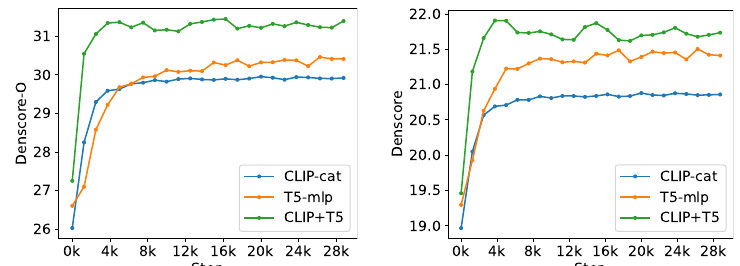 Denscore-O
31
30
29
28
27
26
0k 4k 8k 12k 16k 20k 24k 28k
CLIP-cat
T5-mlp
CLIP+T5
Denscore
22.0
21.5
21.0
20.5
20.0
19.5
19.0
0k 4k 8k 12k 16k 20k 24k 28k
CLIP-cat
T5-mlp
CLIP+T5